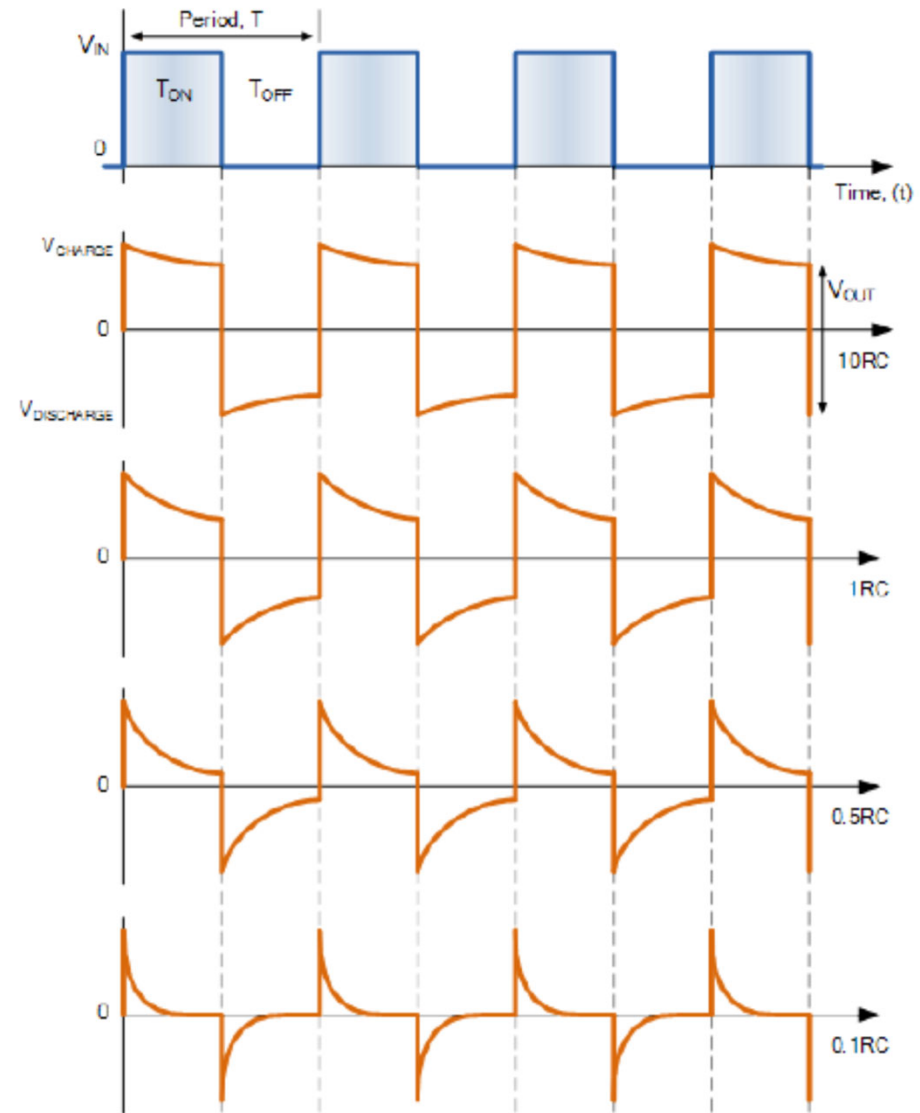 Period, T
VIN
TON
TOFF
0
Time, (t)
VCHARGE
VOUT
0
10RC
VDISCHARGE
0
1RC
0
0.5RC
0
0.1RC